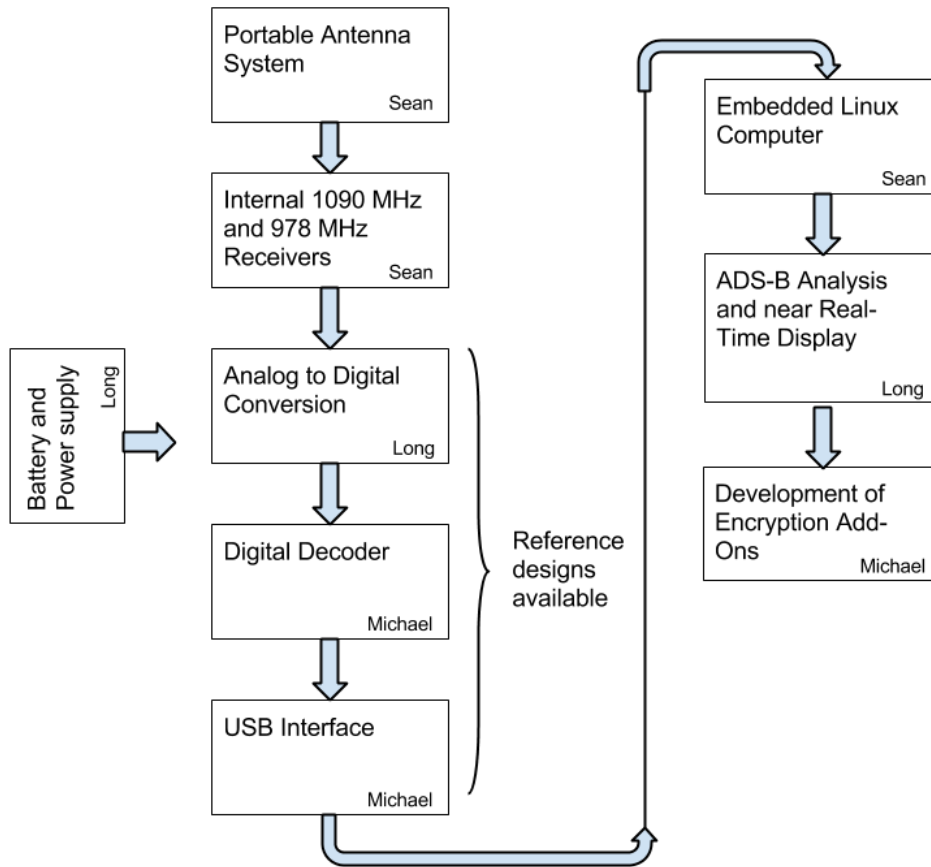 Portable Antenna
System
Sean
Internal 1090 MHz
and 978 MHz
Receivers
Sean
Battery and
Power supply
Long
Analog to Digital
Conversion
Long
Digital Decoder
Michael
USB Interface
Michael
Reference
designs
available
Embedded Linux
Computer
Sean
ADS-B Analysis
and near Real-
Time Display
Long
Development of
Encryption Add-
Ons
Michael